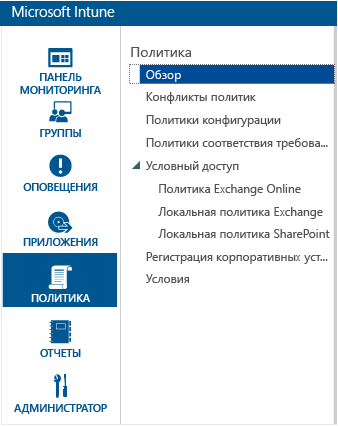 Microsoft Intune
ПАНЕЛЬ
МОНИТОРИНГА
ГРУППЫ
ОПОВЕЩЕНИЯ
ПРИЛОЖЕНИЯ
ПОЛИТИКА
ОТЧЕТЫ
АДМИНИСТРАТОР
Политика
Обзор
Конфликты политик
Политики конфигурации
Политики соответствия требова...
Условный доступ
Политика Exchange Online
Локальная политика Exchange
Локальная политика SharePoint
Регистрация корпоративных уст...
Условия